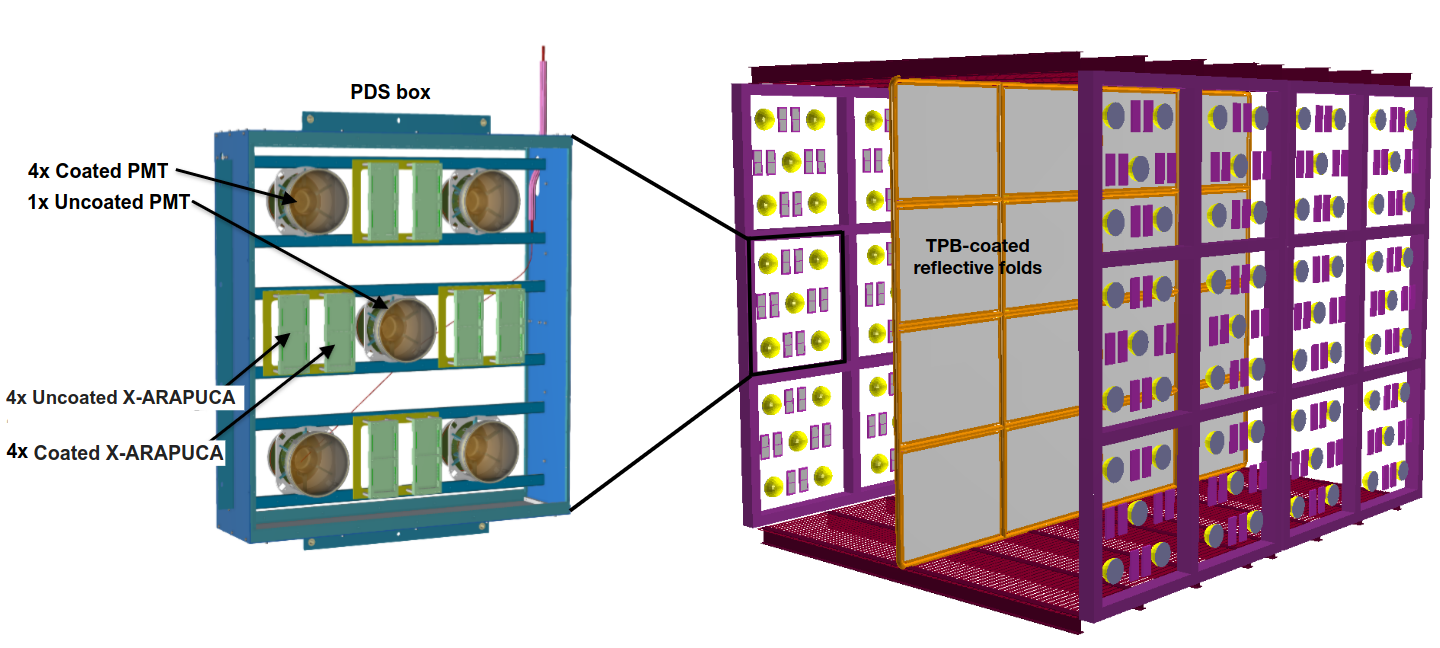 PDS box
4x Coated PMT
1x Uncoated PMT
4x Uncoated X-ARAPUCA
4x Coated X-ARAPUCA
TPB-coated
reflective folds